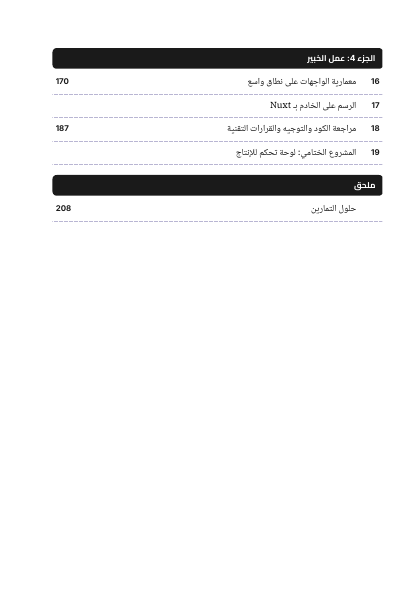 الجزء 4: عمل الخبير
16 معمارية الواجهات على نطاق واسع 170
17 الرسم على الخادم بـ Nuxt
18 مراجعة الكود والتوجيه والقرارات التقنية 187
19 المشروع الختامي: لوحة تحكم للإنتاج
ملحق
حلول التمارين 208